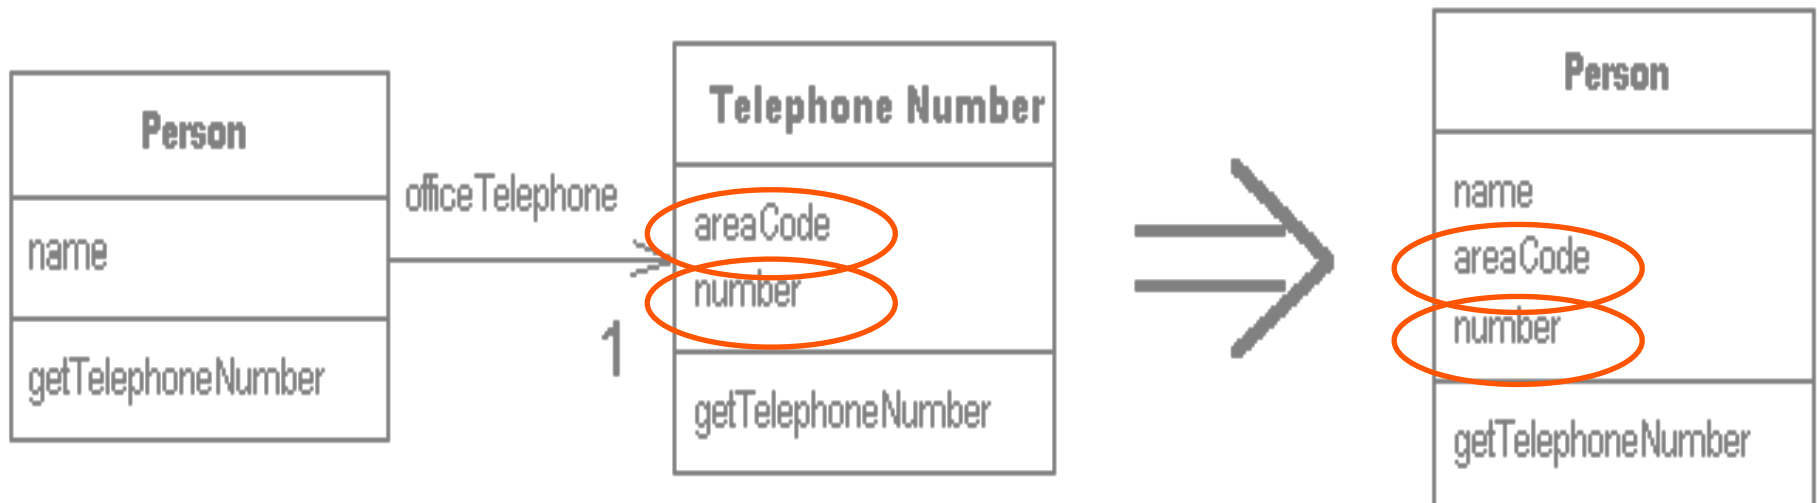 Person
name
getTelephoneNumber
officeTelephone
1
Telephone Number
areaCode
number
getTelephoneNumber
Person
name
areaCode
number
getTelephoneNumber